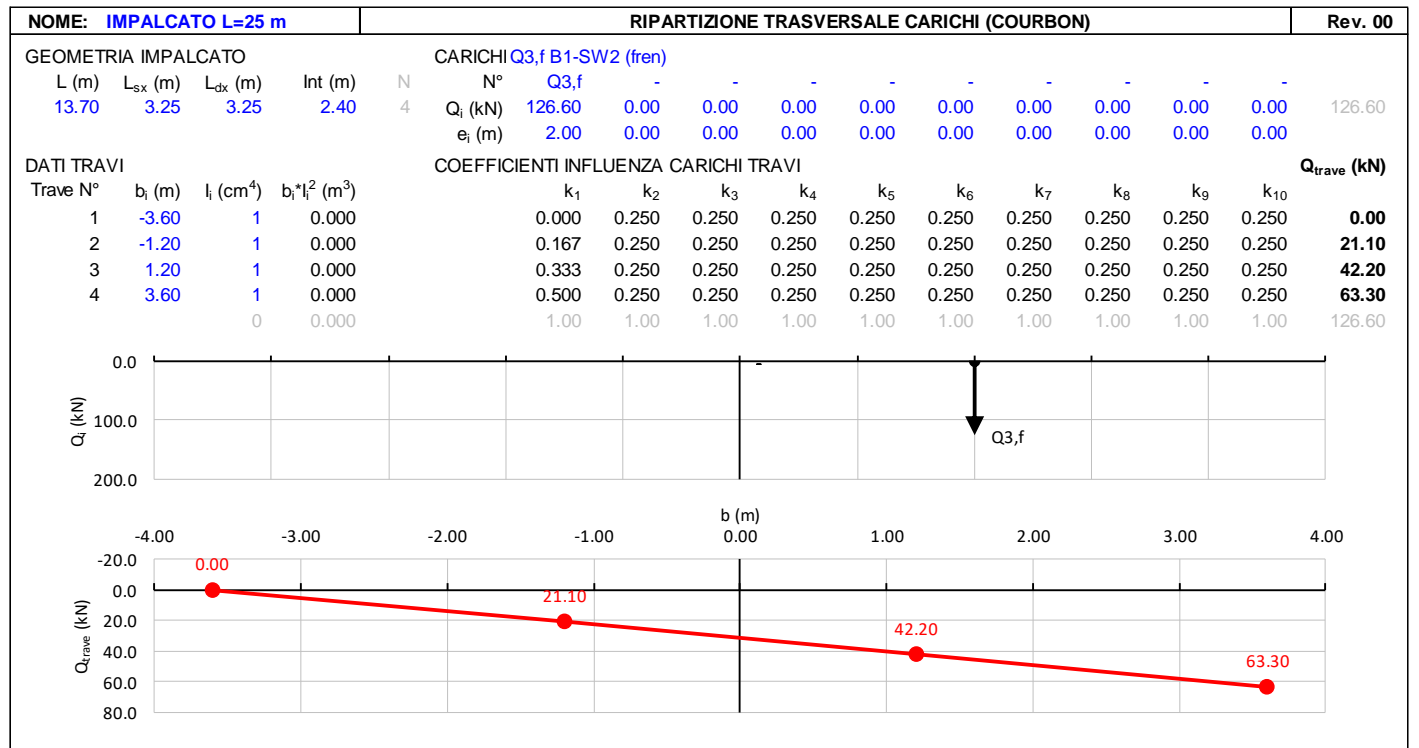 NOME: IMPALCATO L=25 m RIPARTIZIONE TRASVERSALE CARICHI (COURBON) Rev. 00
GEOMETRIA IMPALCATO CARICHI Q3,f B1-SW2 (fren)
L (m) Lsx (m) Ldx (m) Int (m) N N° Q3,f - - - - - - - - -
13.70 3.25 3.25 2.40 4 Qi (kN) 126.60 0.00 0.00 0.00 0.00 0.00 0.00 0.00 0.00 0.00 126.60
ei (m) 2.00 0.00 0.00 0.00 0.00 0.00 0.00 0.00 0.00 0.00
DATI TRAVI COEFFICIENTI INFLUENZA CARICHI TRAVI Qtrave (kN)
Trave N° bi (m) Ii (cm⁴) bi*Ii² (m³) k1 k2 k3 k4 k5 k6 k7 k8 k9 k10
1 -3.60 1 0.000 0.000 0.250 0.250 0.250 0.250 0.250 0.250 0.250 0.250 0.250 0.00
2 -1.20 1 0.000 0.167 0.250 0.250 0.250 0.250 0.250 0.250 0.250 0.250 0.250 21.10
3 1.20 1 0.000 0.333 0.250 0.250 0.250 0.250 0.250 0.250 0.250 0.250 0.250 42.20
4 3.60 1 0.000 0.500 0.250 0.250 0.250 0.250 0.250 0.250 0.250 0.250 0.250 63.30
0 0.000 1.00 1.00 1.00 1.00 1.00 1.00 1.00 1.00 1.00 1.00 126.60
0.0
-
Qi (kN)
100.0
Q3,f
200.0
b (m)
-4.00 -3.00 -2.00 -1.00 0.00 1.00 2.00 3.00 4.00
-20.0
0.00
0.0
21.10
Qtrave (kN)
20.0
42.20
40.0
63.30
60.0
80.0